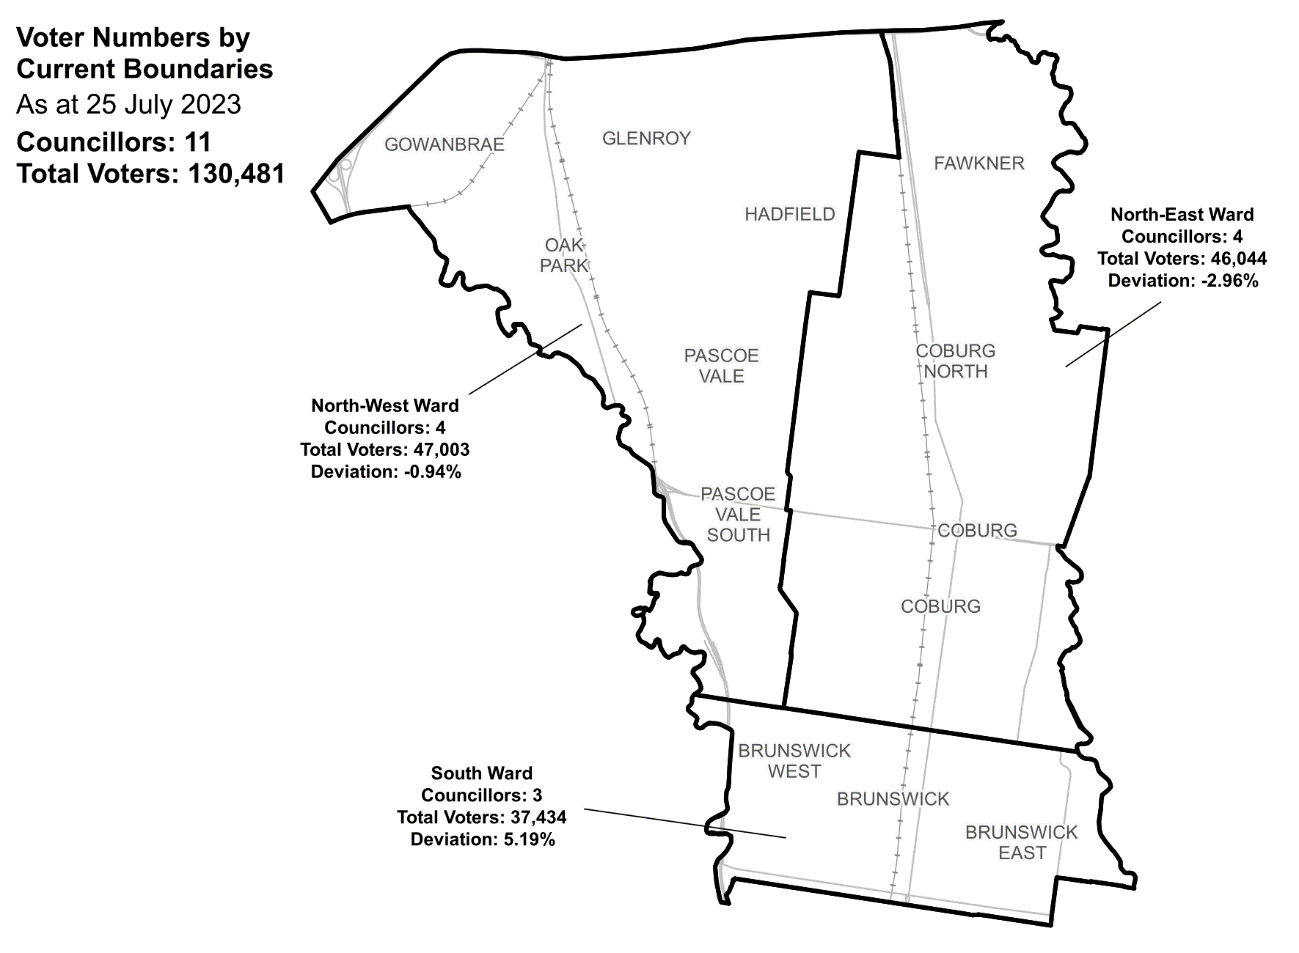 Voter Numbers by
Current Boundaries
As at 25 July 2023
Councillors: 11
Total Voters: 130,481
GOWANBRAE
GLENROY
FAWKNER
HADFIELD
North-East Ward
Councillors: 4
Total Voters: 46,044
Deviation: -2.96%
OAK
PARK
PASCOE
VALE
COBURG
NORTH
North-West Ward
Councillors: 4
Total Voters: 47,003
Deviation: -0.94%
PASCOE
VALE
SOUTH
COBURG
COBURG
BRUNSWICK
WEST
BRUNSWICK
BRUNSWICK
EAST
South Ward
Councillors: 3
Total Voters: 37,434
Deviation: 5.19%